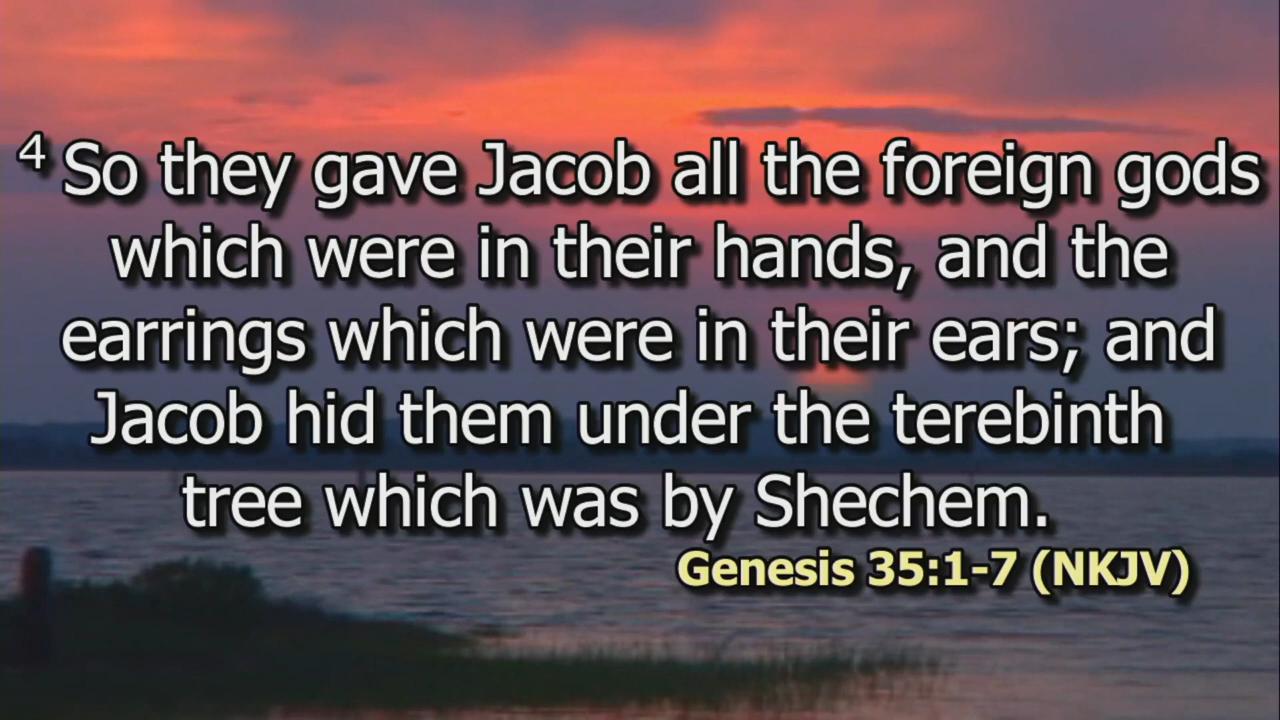 4 So they gave Jacob all the foreign gods
which were in their hands, and the
earrings which were in their ears; and
Jacob hid them under the terebinth
tree which was by Shechem.
Genesis 35:1-7 (NKJV)